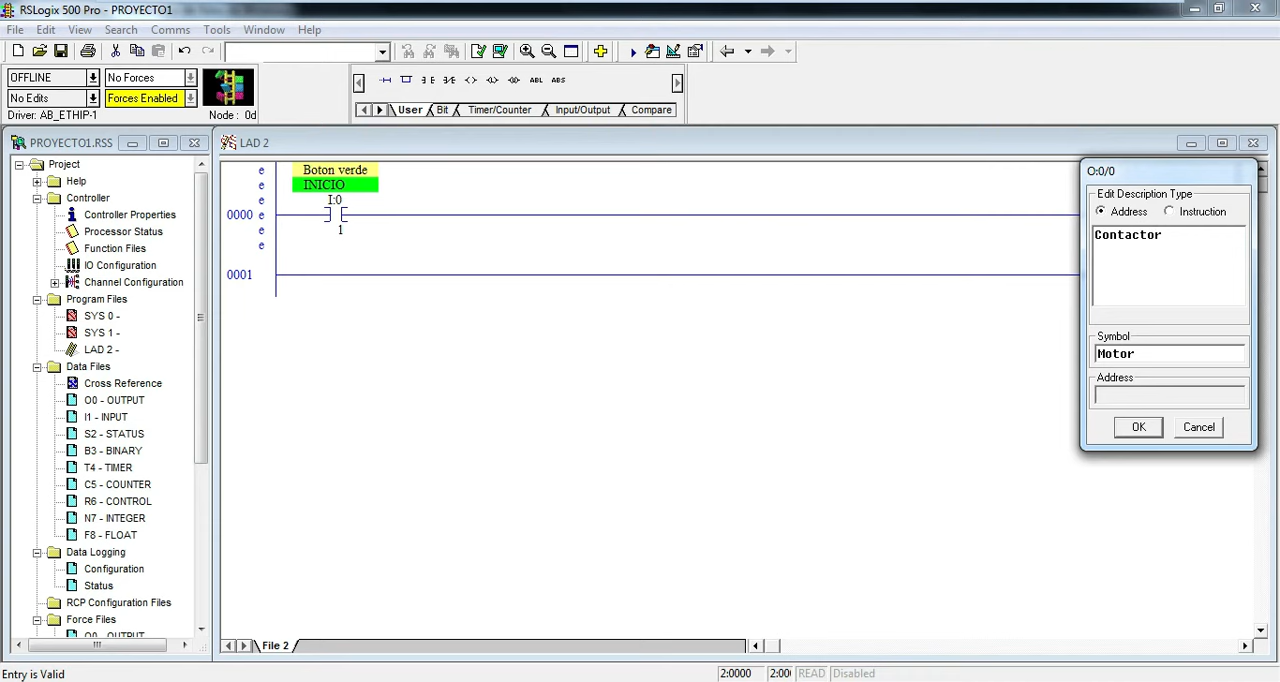 RSLogix 500 Pro - PROYECTO1
File Edit View Search Comms Tools Window Help
OFFLINE No Forces
No Edits Forces Enabled
Driver: AB_ETHIP-1 Node : 0d
ABL ABS
User Bit Timer/Counter Input/Output Compare
PROYECTO1.RSS
Project
Help
Controller
Controller Properties
Processor Status
Function Files
IO Configuration
Channel Configuration
Program Files
SYS 0 -
SYS 1 -
LAD 2 -
Data Files
Cross Reference
O0 - OUTPUT
I1 - INPUT
S2 - STATUS
B3 - BINARY
T4 - TIMER
C5 - COUNTER
R6 - CONTROL
N7 - INTEGER
F8 - FLOAT
Data Logging
Configuration
Status
RCP Configuration Files
Force Files
O0 - OUTPUT
LAD 2
e Boton verde
e INICIO
e I:0
0000 e
e 1
e
0001
File 2
O:0/0
Edit Description Type
Address Instruction
Contactor
Symbol
Motor
Address
OK Cancel
Entry is Valid
2:0000 2:00 READ Disabled